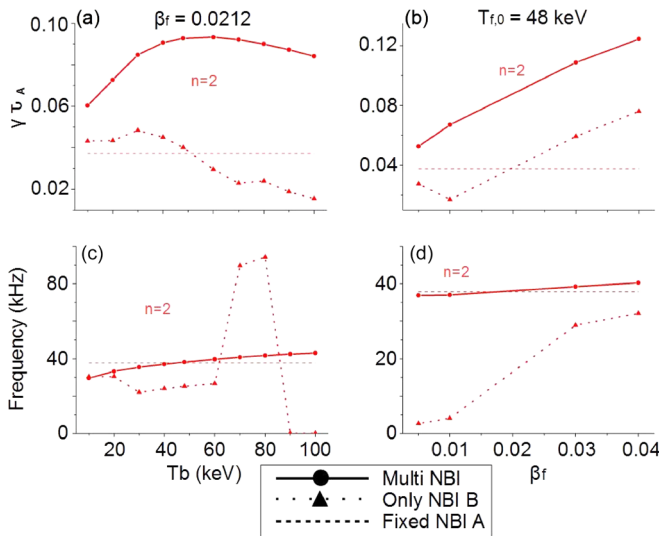 (a) βf = 0.0212
0.10
n=2
γ τA
0.06
0.02
(b) Tf,0 = 48 keV
0.12
n=2
0.08
0.04
(c)
80
n=2
Frequency (kHz)
40
0
20 40 60 80 100
Tb (keV)
(d)
60
n=2
40
20
0
0.01 0.02 0.03 0.04
βf
Multi NBI
Only NBI B
Fixed NBI A